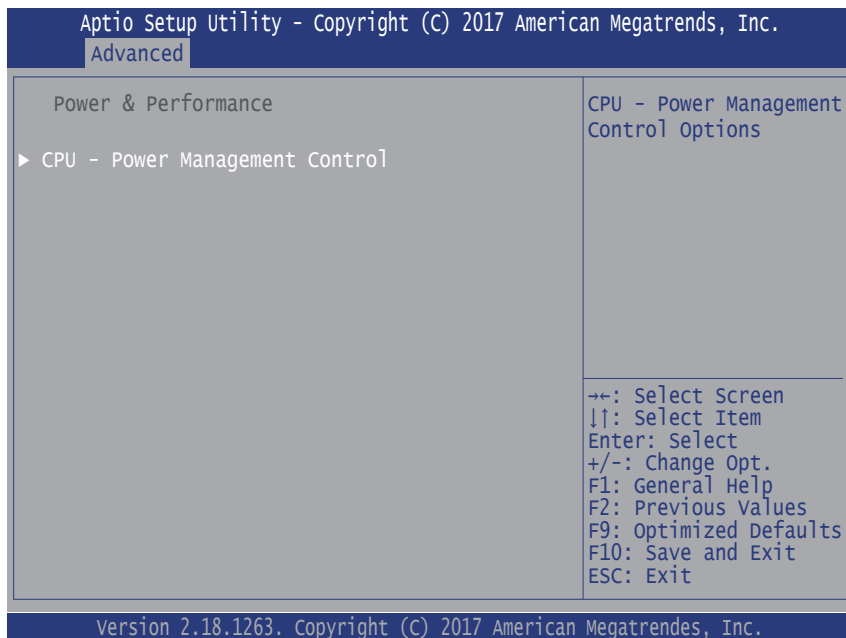 Aptio Setup Utility - Copyright (C) 2017 American Megatrends, Inc.
Advanced
Power & Performance
▶ CPU - Power Management Control
CPU - Power Management
Control Options
→←: Select Screen
↓↑: Select Item
Enter: Select
+/-: Change Opt.
F1: General Help
F2: Previous Values
F9: Optimized Defaults
F10: Save and Exit
ESC: Exit
Version 2.18.1263. Copyright (C) 2017 American Megatrendes, Inc.